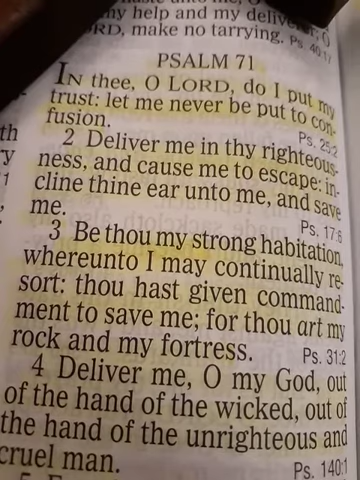 my help and my deliverer; O
LORD, make no tarrying. Ps. 40:17
PSALM 71
IN thee, O LORD, do I put my
trust: let me never be put to con-
fusion. Ps. 25:2
2 Deliver me in thy righteous-
ness, and cause me to escape: in-
cline thine ear unto me, and save
me. Ps. 17:6
3 Be thou my strong habitation,
whereunto I may continually re-
sort: thou hast given command-
ment to save me; for thou art my
rock and my fortress. Ps. 31:2
4 Deliver me, O my God, out
of the hand of the wicked, out of
the hand of the unrighteous and
cruel man. Ps. 140:1